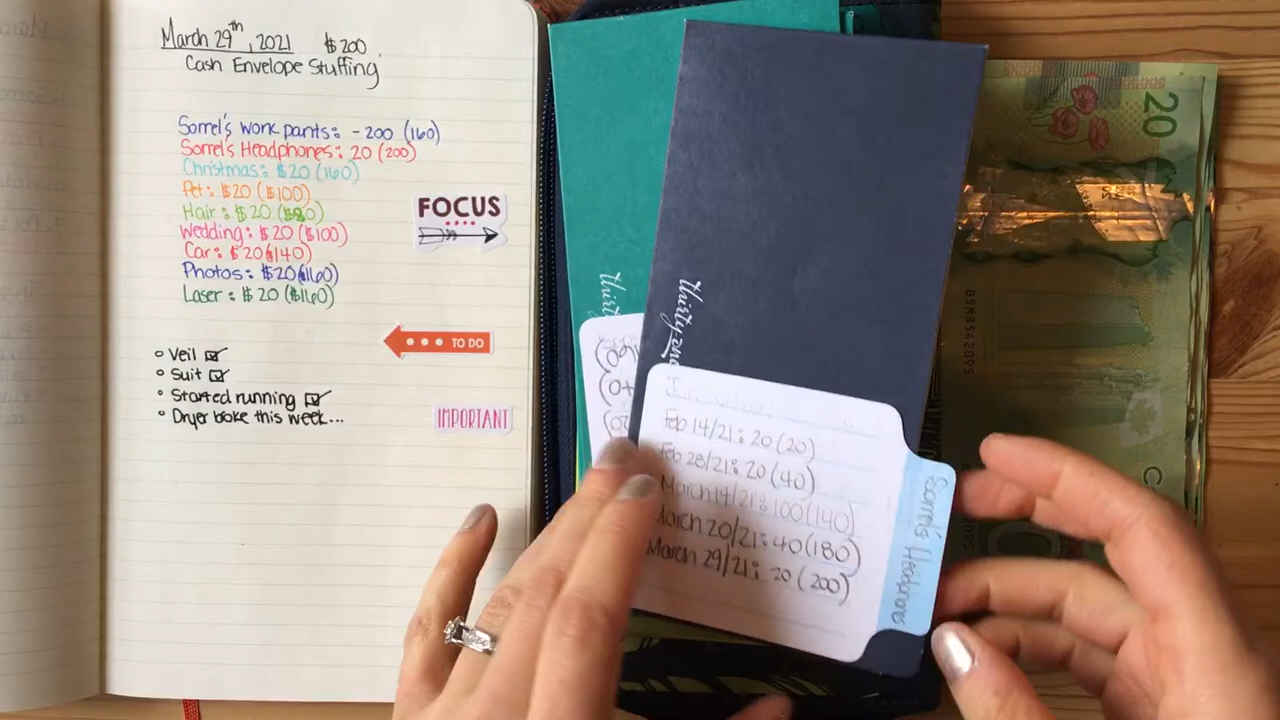 March 29th, 2021 $200
Cash Envelope Stuffing
Sorrel's work pants: - 200 (160)
Sorrel's Headphones: 20 (200)
Christmas: $20 (160)
Pet: $20 ($100)
Hair: $20 ($80)
Wedding: $20 ($100)
Car: $20 ($140)
Photos: $20 ($160)
Laser: $20 ($160)
FOCUS
TO DO
Veil
Suit
Started running
Dryer broke this week...
IMPORTANT
thirty-one
Feb 14/21: 20 (20)
Feb 28/21: 20 (40)
March 14/21: 100 (140)
March 20/21: 40 (180)
March 29/21: 20 (200)
Sorrel's Headphones
20
BSN8542095